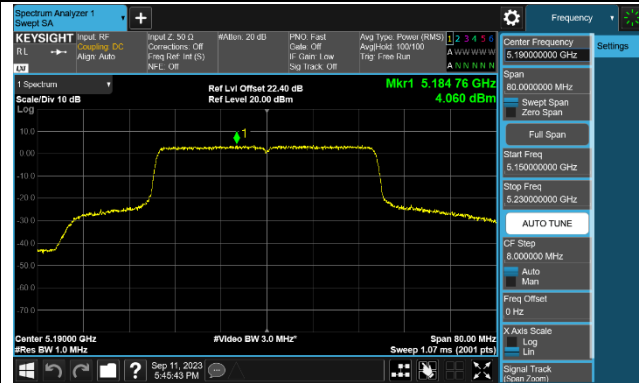 Spectrum Analyzer 1
Swept SA
+
Frequency
KEYSIGHT
RL
LXI
Input: RF
Coupling: DC
Align: Auto
Input Z: 50 Ω
Corrections: Off
Freq Ref: Int (S)
NFE: Off
#Atten: 20 dB
PNO: Fast
Gate: Off
IF Gain: Low
Sig Track: Off
Avg Type: Power (RMS)
Avg|Hold: 100/100
Trig: Free Run
1 2 3 4 5 6
A W W W W W
A N N N N N
Center Frequency
5.190000000 GHz
Settings
Span
80.0000000 MHz
Swept Span
Zero Span
Full Span
Start Freq
5.150000000 GHz
Stop Freq
5.230000000 GHz
AUTO TUNE
CF Step
8.000000 MHz
Auto
Man
Freq Offset
0 Hz
X Axis Scale
Log
Lin
Signal Track
(Span Zoom)
1 Spectrum
Scale/Div 10 dB
Log
Ref Lvl Offset 22.40 dB
Ref Level 20.00 dBm
Mkr1 5.184 76 GHz
4.060 dBm
1
10.0
0.00
-10.0
-20.0
-30.0
-40.0
-50.0
-60.0
-70.0
Center 5.19000 GHz
#Res BW 1.0 MHz
#Video BW 3.0 MHz*
Span 80.00 MHz
Sweep 1.07 ms (2001 pts)
?
Sep 11, 2023
5:45:43 PM